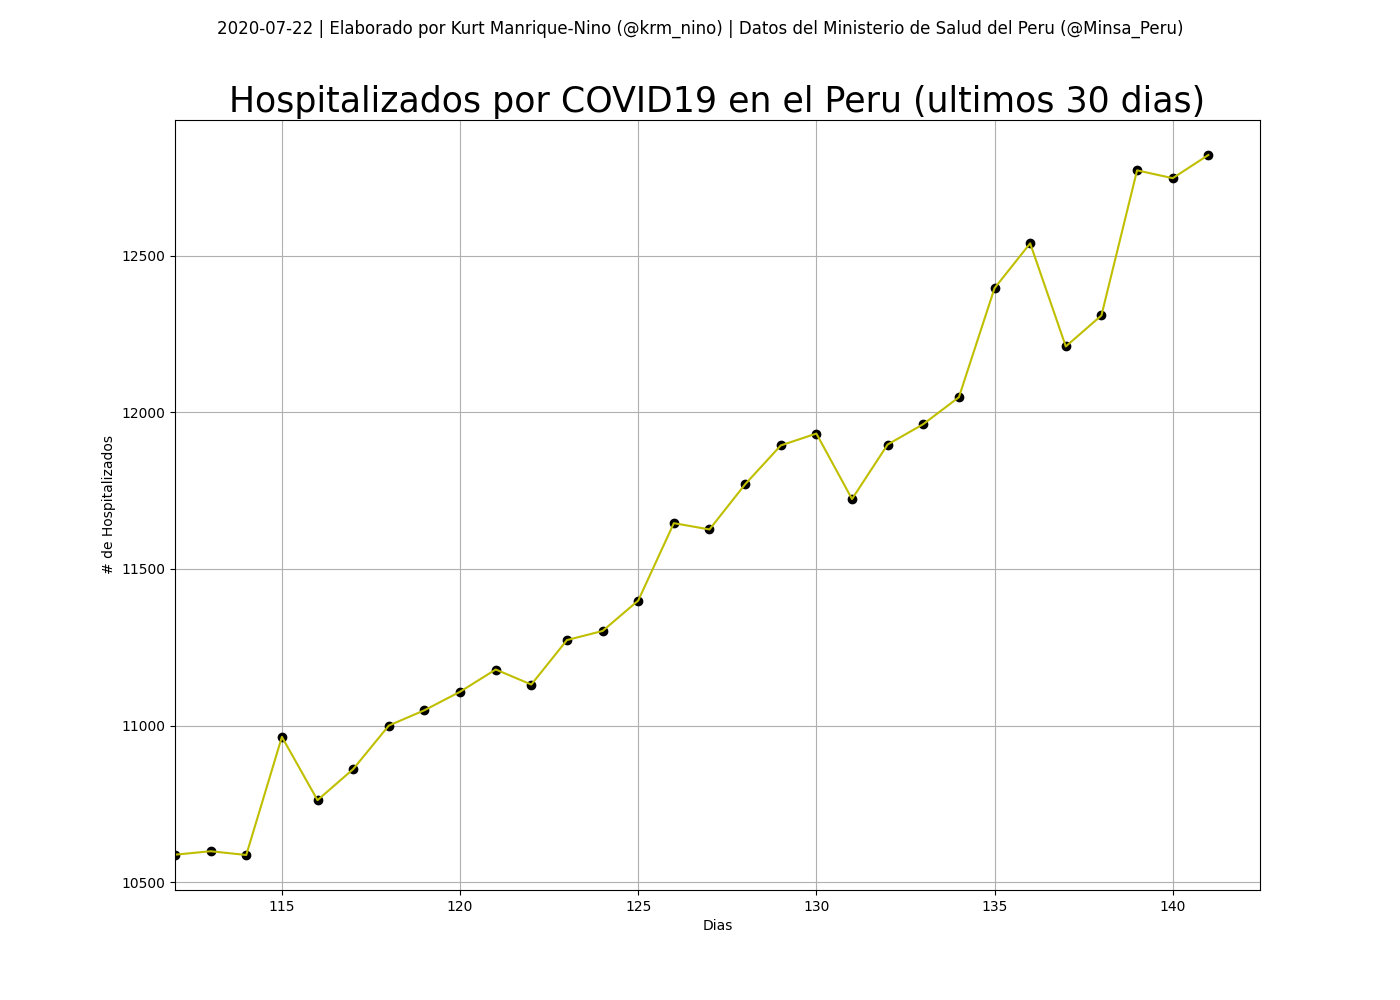 2020-07-22 | Elaborado por Kurt Manrique-Nino (@krm_nino) | Datos del Ministerio de Salud del Peru (@Minsa_Peru)
Hospitalizados por COVID19 en el Peru (ultimos 30 dias)
# de Hospitalizados
12500
12000
11500
11000
10500
115
120
125
130
135
140
Dias